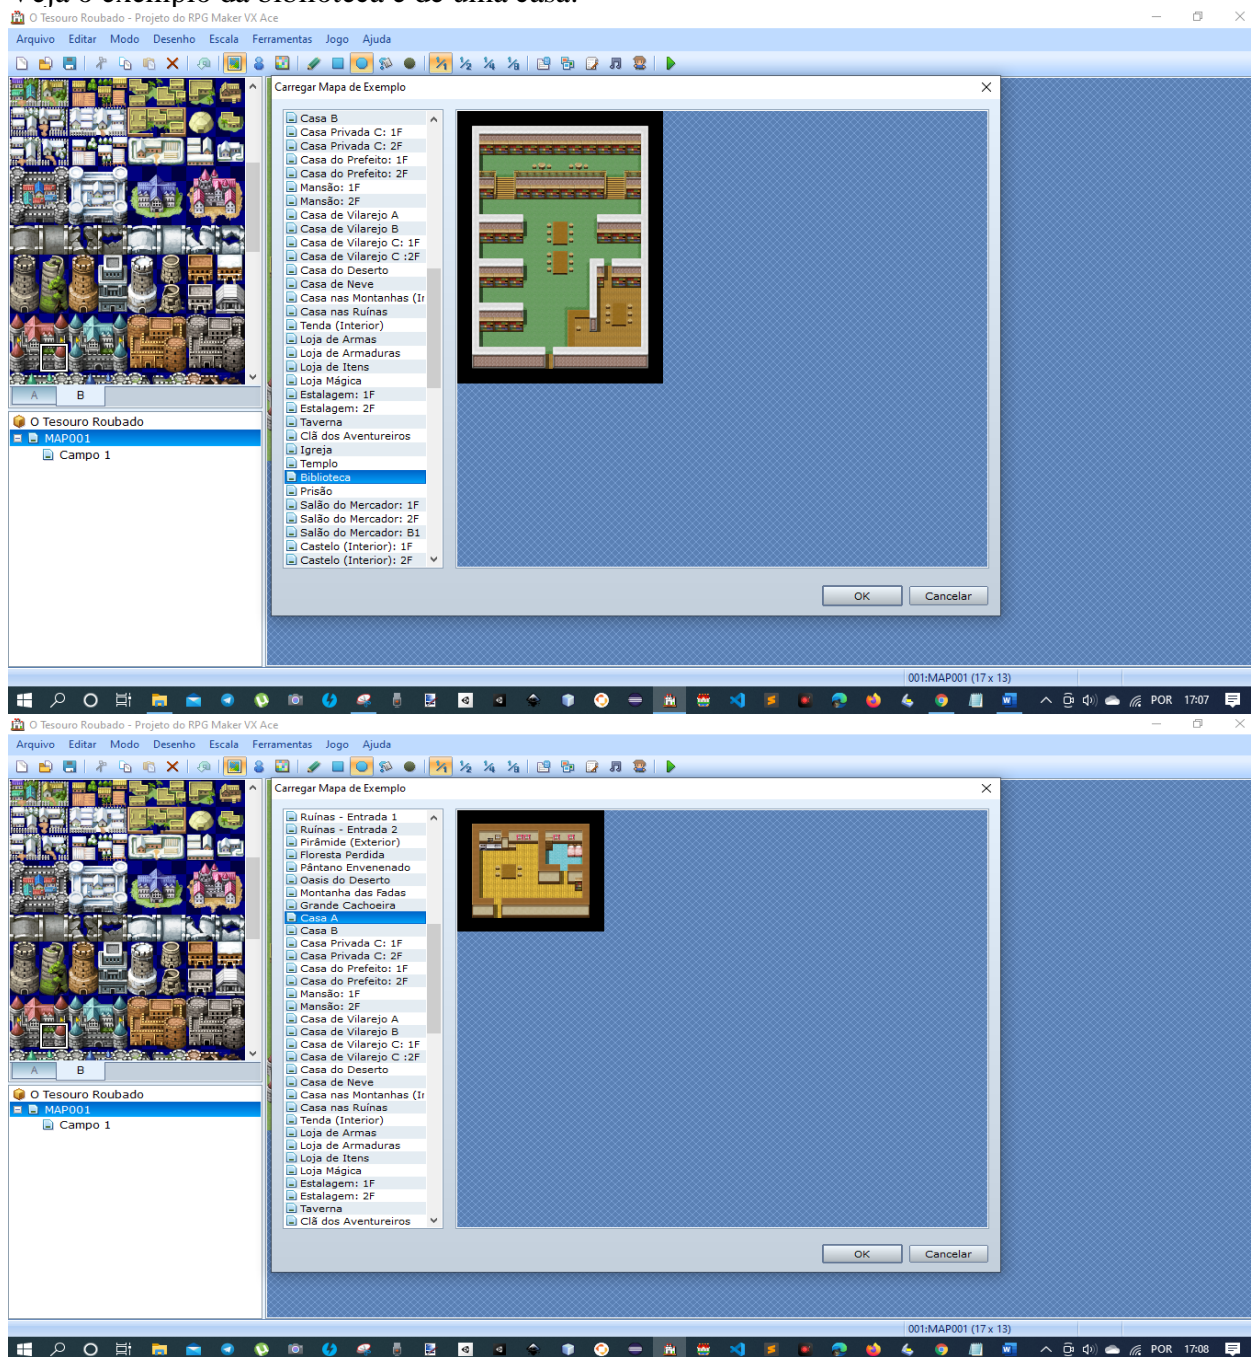 Veja o exemplo da biblioteca e de uma casa:
O Tesouro Roubado - Projeto do RPG Maker VX Ace
Arquivo Editar Modo Desenho Escala Ferramentas Jogo Ajuda
Carregar Mapa de Exemplo
Casa B
Casa Privada C: 1F
Casa Privada C: 2F
Casa do Prefeito: 1F
Casa do Prefeito: 2F
Mansão: 1F
Mansão: 2F
Casa de Vilarejo A
Casa de Vilarejo B
Casa de Vilarejo C: 1F
Casa de Vilarejo C :2F
Casa do Deserto
Casa de Neve
Casa nas Montanhas (Ir
Casa nas Ruínas
Tenda (Interior)
Loja de Armas
Loja de Armaduras
Loja de Itens
Loja Mágica
Estalagem: 1F
Estalagem: 2F
Taverna
Clã dos Aventureiros
Igreja
Templo
Biblioteca
Prisão
Salão do Mercador: 1F
Salão do Mercador: 2F
Salão do Mercador: B1
Castelo (Interior): 1F
Castelo (Interior): 2F
OK Cancelar
A B
O Tesouro Roubado
MAP001
Campo 1
001:MAP001 (17 x 13)
POR 17:07
O Tesouro Roubado - Projeto do RPG Maker VX Ace
Arquivo Editar Modo Desenho Escala Ferramentas Jogo Ajuda
Carregar Mapa de Exemplo
Ruínas - Entrada 1
Ruínas - Entrada 2
Pirâmide (Exterior)
Floresta Perdida
Pântano Envenenado
Oasis do Deserto
Montanha das Fadas
Grande Cachoeira
Casa A
Casa B
Casa Privada C: 1F
Casa Privada C: 2F
Casa do Prefeito: 1F
Casa do Prefeito: 2F
Mansão: 1F
Mansão: 2F
Casa de Vilarejo A
Casa de Vilarejo B
Casa de Vilarejo C: 1F
Casa de Vilarejo C :2F
Casa do Deserto
Casa de Neve
Casa nas Montanhas (Ir
Casa nas Ruínas
Tenda (Interior)
Loja de Armas
Loja de Armaduras
Loja de Itens
Loja Mágica
Estalagem: 1F
Estalagem: 2F
Taverna
Clã dos Aventureiros
OK Cancelar
A B
O Tesouro Roubado
MAP001
Campo 1
001:MAP001 (17 x 13)
POR 17:08